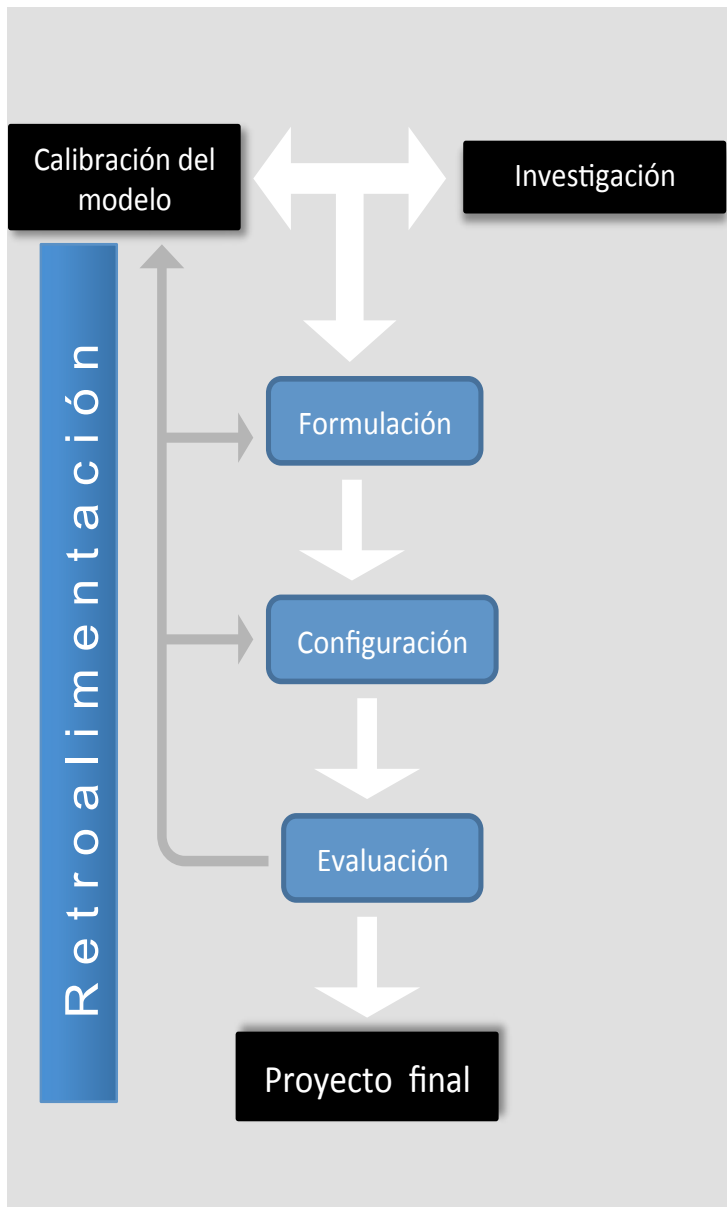 Calibración del
modelo
Investigación
Retroalimentación
Formulación
Configuración
Evaluación
Proyecto final